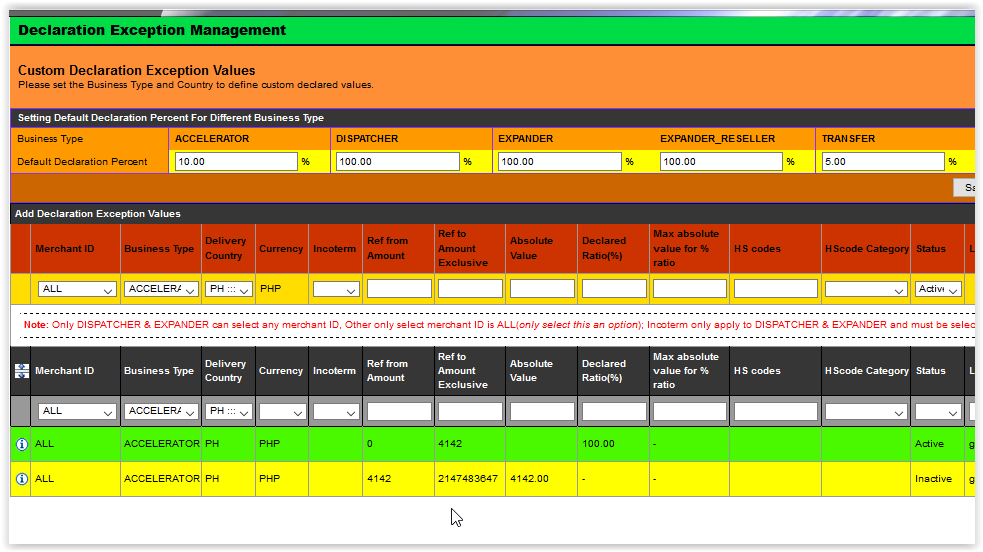 Declaration Exception Management
Custom Declaration Exception Values
Please set the Business Type and Country to define custom declared values.
Setting Default Declaration Percent For Different Business Type
Business Type ACCELERATOR DISPATCHER EXPANDER EXPANDER_RESELLER TRANSFER
Default Declaration Percent 10.00 % 100.00 % 100.00 % 100.00 % 5.00 %
Sa
Add Declaration Exception Values
Merchant ID Business Type Delivery Country Currency Incoterm Ref from Amount Ref to Amount Exclusive Absolute Value Declared Ratio(%) Max absolute value for % ratio HS codes HScode Category Status L
ALL ACCELERA PH ::: PHP Active
Note: Only DISPATCHER & EXPANDER can select any merchant ID, Other only select merchant ID is ALL(only select this an option); Incoterm only apply to DISPATCHER & EXPANDER and must be selec
Merchant ID Business Type Delivery Country Currency Incoterm Ref from Amount Ref to Amount Exclusive Absolute Value Declared Ratio(%) Max absolute value for % ratio HS codes HScode Category Status L
ALL ACCELERA PH :::
ALL ACCELERATOR PH PHP 0 4142 100.00 - Active g
ALL ACCELERATOR PH PHP 4142 2147483647 4142.00 - - Inactive g